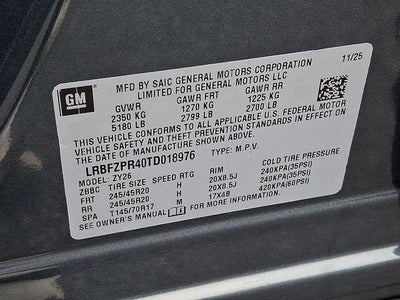 GM
MFD BY SAIC GENERAL MOTORS CORPORATION
LIMITED FOR GENERAL MOTORS LLC
11/25
GVWR GAWR FRT GAWR RR
2350 KG 1270 KG 1225 KG
5180 LB 2799 LB 2700 LB
THIS VEHICLE CONFORMS TO ALL APPLICABLE U.S. FEDERAL MOTOR
VEHICLE SAFETY AND THEFT PREVENTION STANDARDS IN EFFECT
ON THE DATE OF MANUFACTURE SHOWN ABOVE.
LRBFZPR40TD018976 TYPE: M.P.V.
MODEL: ZY26
ZBBC TIRE SIZE SPEED RTG RIM COLD TIRE PRESSURE
FRT 245/45R20 H 20X8.5J 240KPA(35PSI)
RR 245/45R20 H 20X8.5J 240KPA(35PSI)
SPA T145/70R17 M 17X4B 420KPA(60PSI)
SEE OWNER'S MANUAL FOR ADDITIONAL INFORMATION.